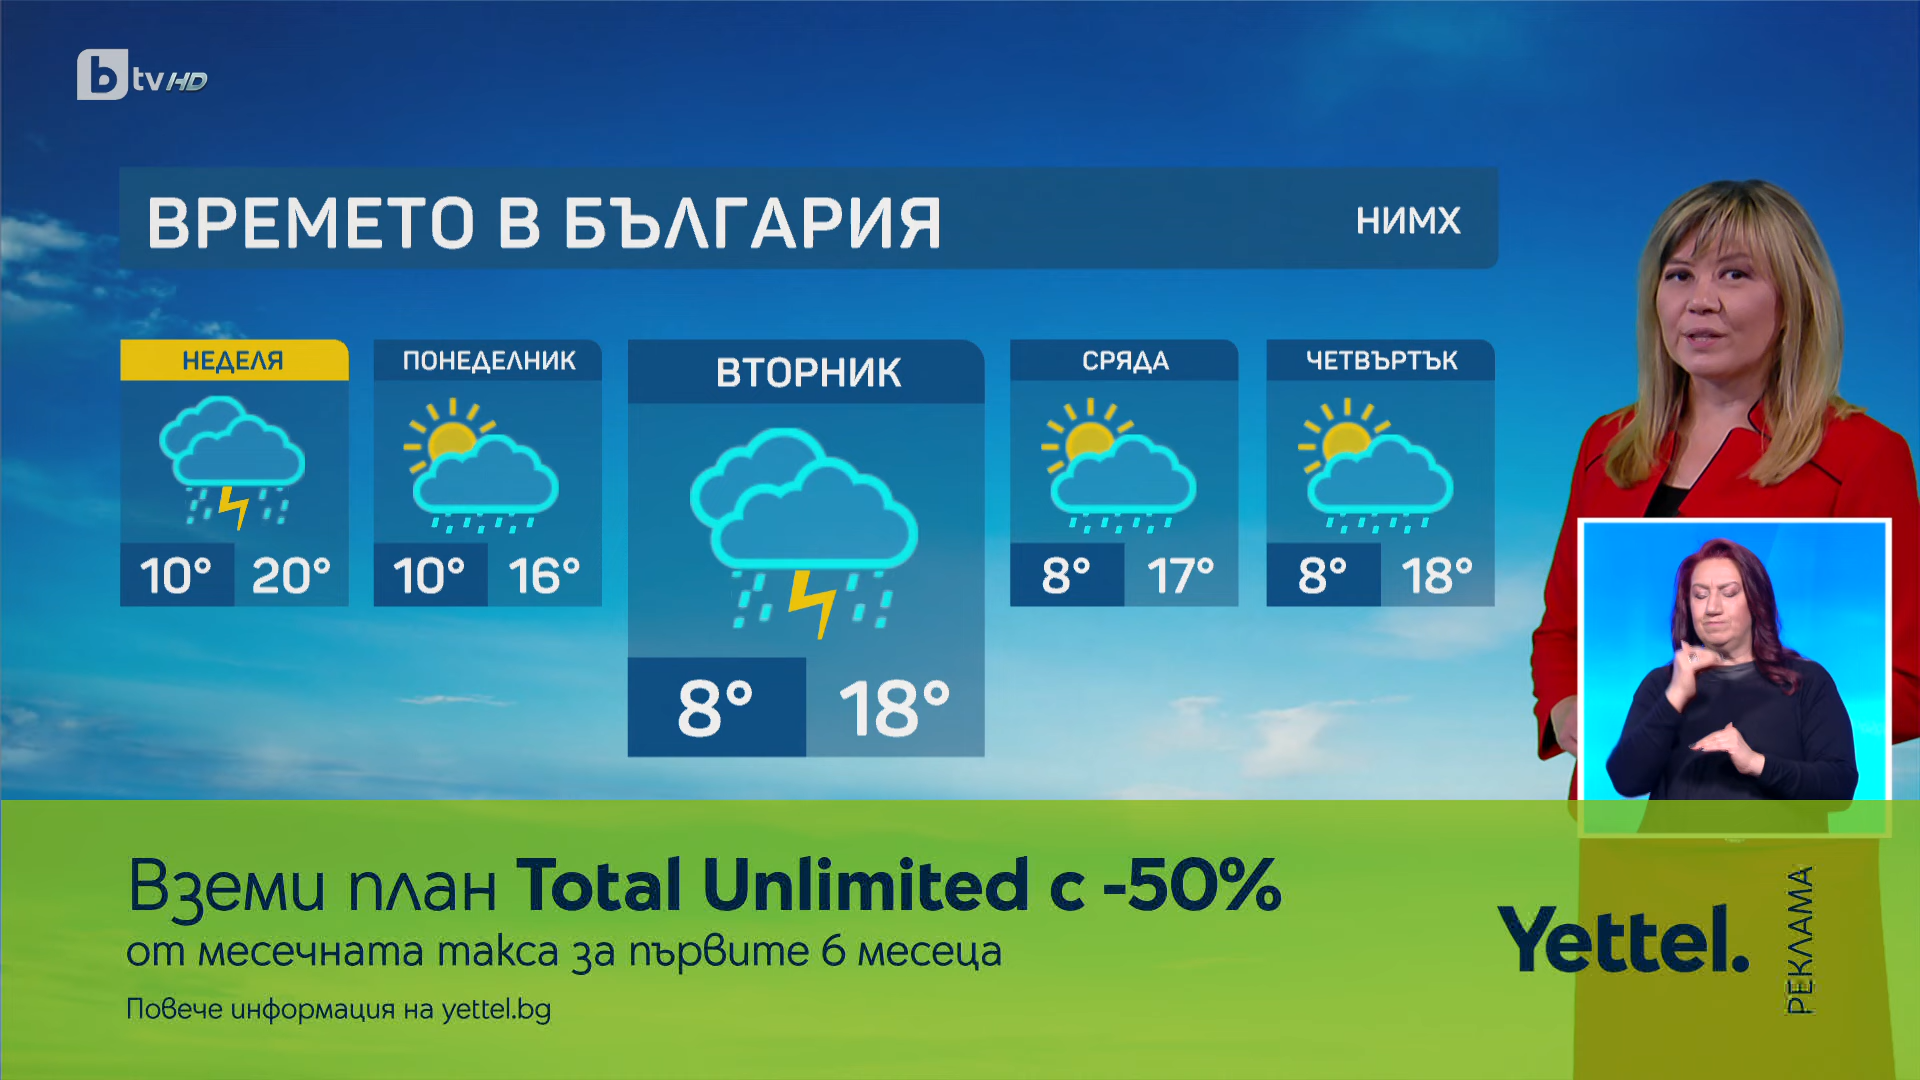 btv HD
ВРЕМЕТО В БЪЛГАРИЯ
НИМХ
НЕДЕЛЯ
10° 20°
ПОНЕДЕЛНИК
10° 16°
ВТОРНИК
8° 18°
СРЯДА
8° 17°
ЧЕТВЪРТЪК
8° 18°
Вземи план Total Unlimited с -50%
от месечната такса за първите 6 месеца
Повече информация на yettel.bg
Yettel.
РЕКЛАМА